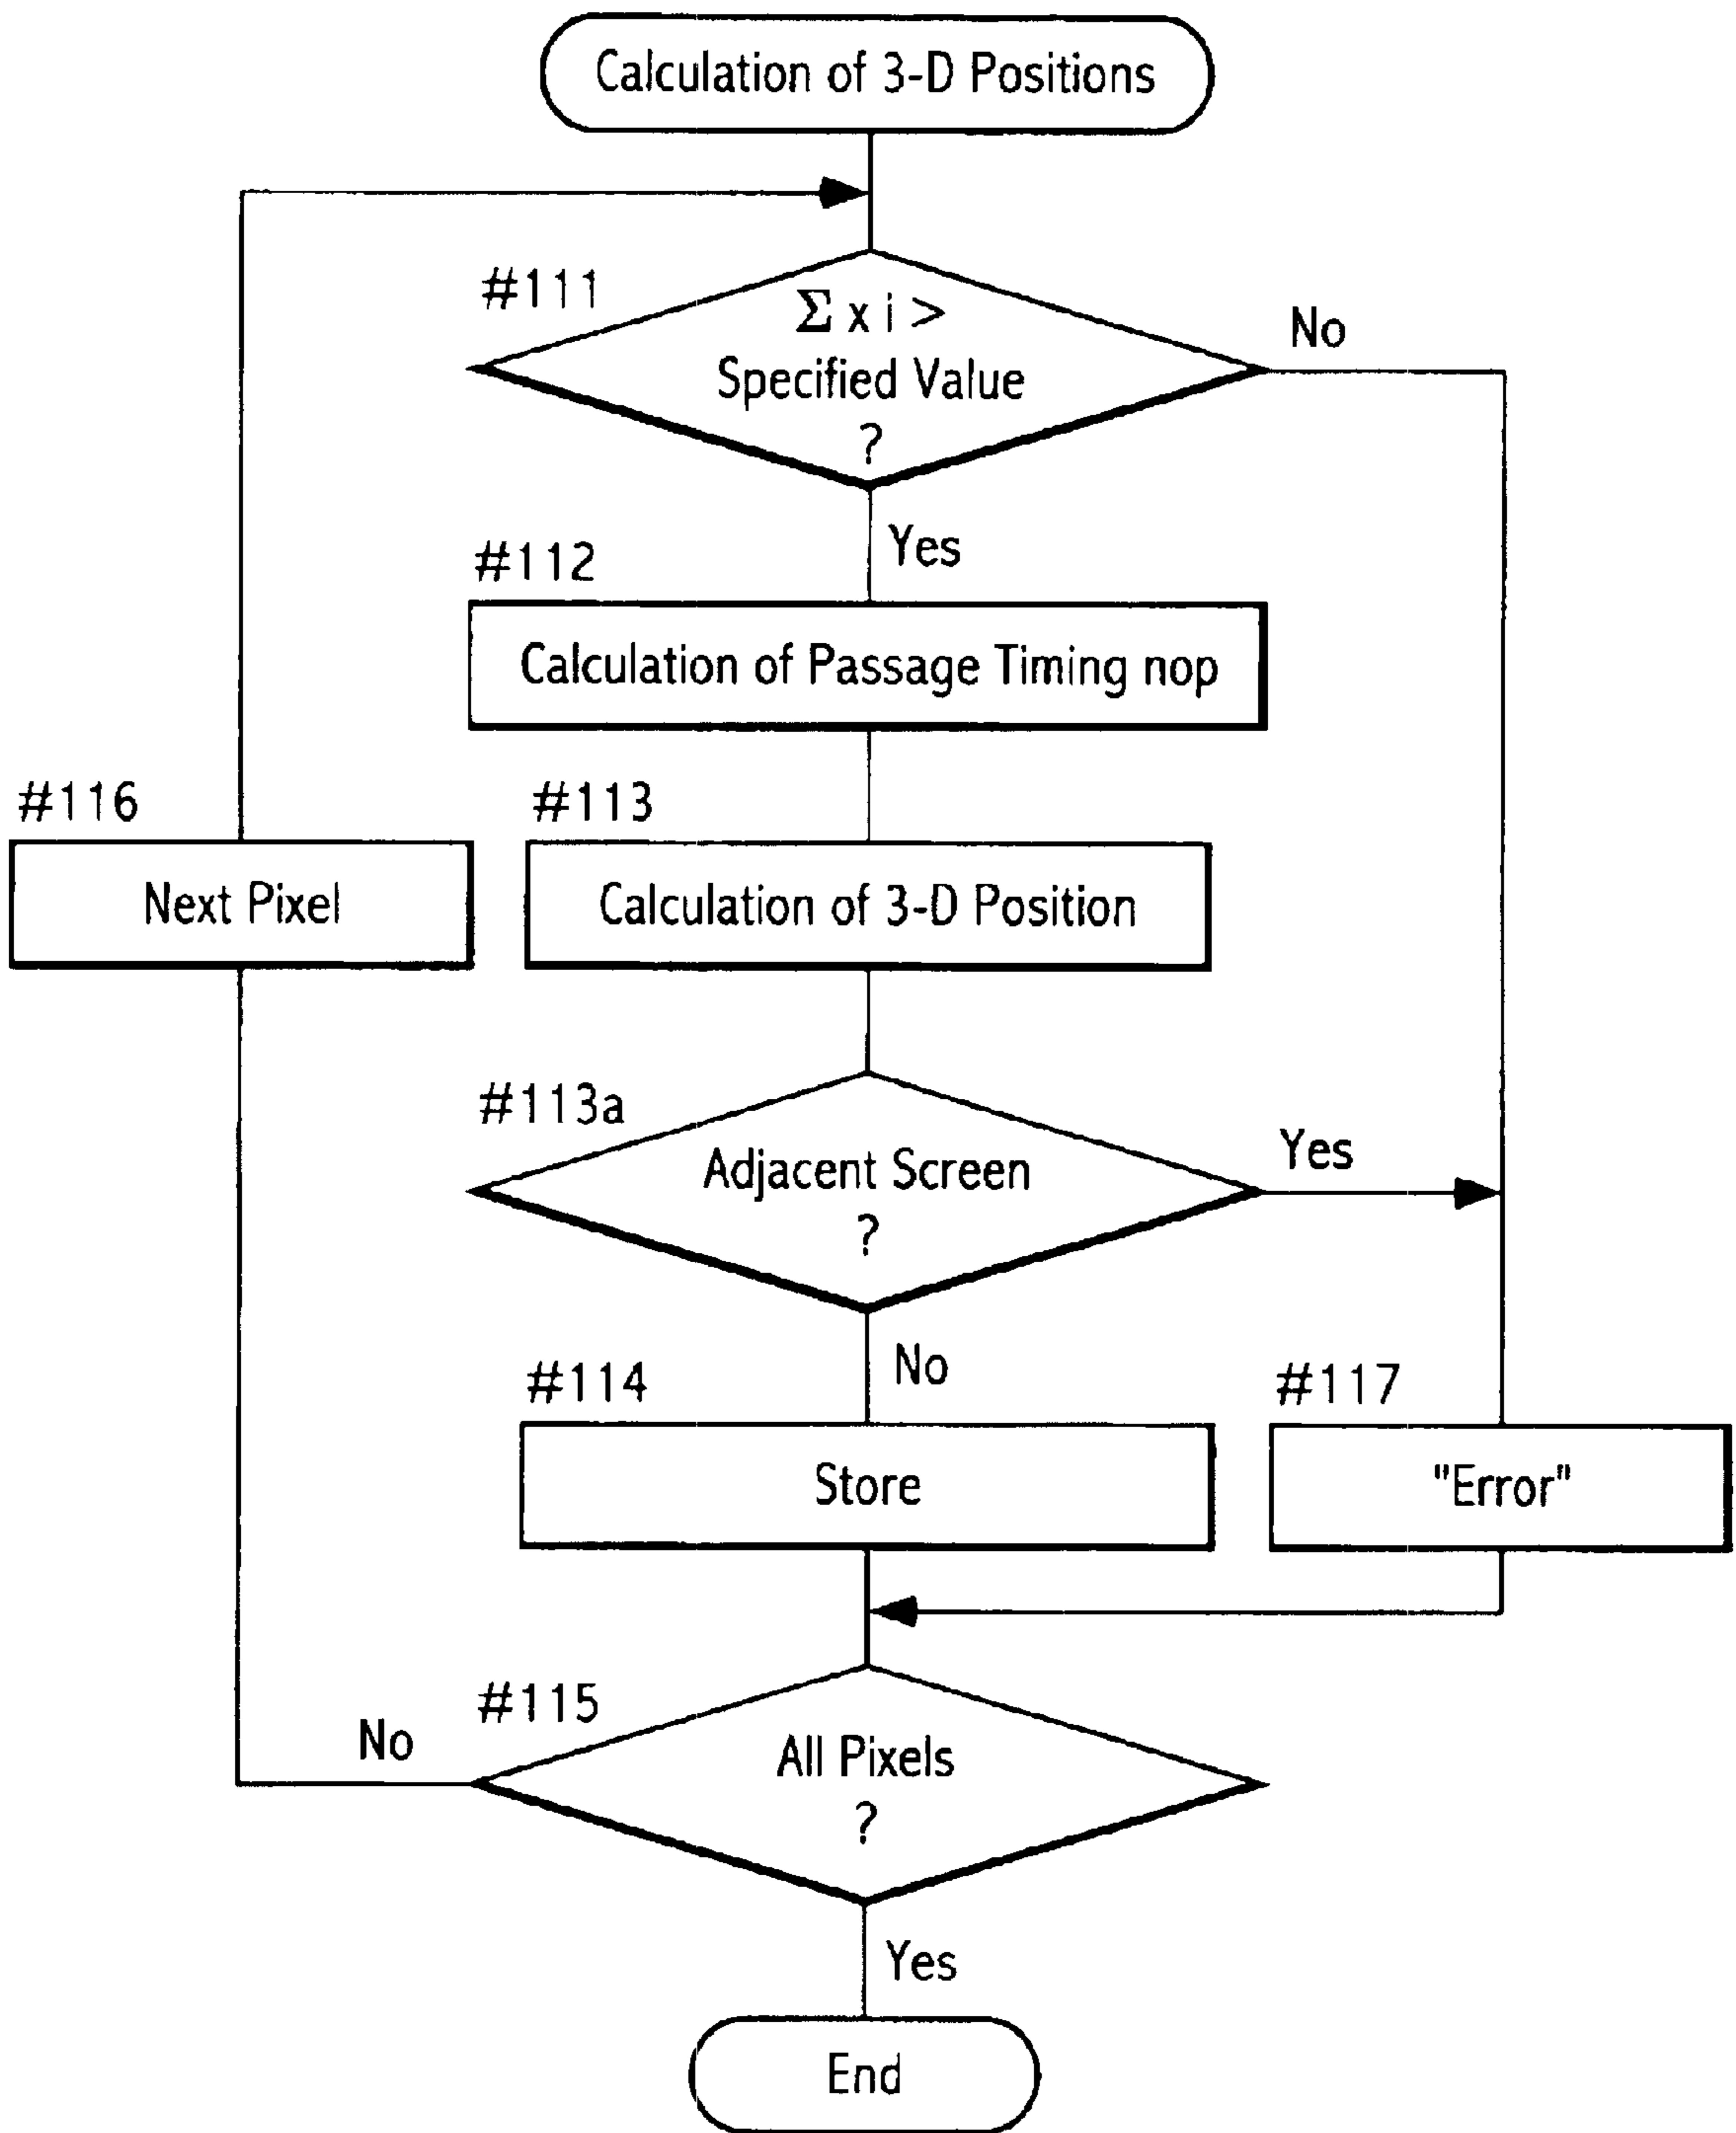 Calculation of 3-D Positions
#111
Σ x i >
Specified Value
?
No
Yes
#112
Calculation of Passage Timing nop
#116
Next Pixel
#113
Calculation of 3-D Position
#113a
Adjacent Screen
?
Yes
No
#114
Store
#117
"Error"
#115
All Pixels
?
No
Yes
End